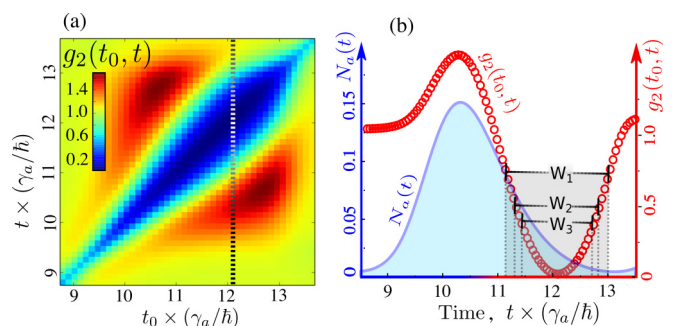 (a)
g₂(t₀, t)
1.4
1.0
0.6
0.2
13
12
11
10
9
t × (γₐ/ħ)
10
11
12
13
t₀ × (γₐ/ħ)
(b)
Nₐ(t)
0.15
0.1
0.05
0
g₂(t₀, t)
Nₐ(t)
W₁
W₂
W₃
g₂(t₀, t)
1.0
0.5
0
9
10
11
12
13
Time, t × (γₐ/ħ)